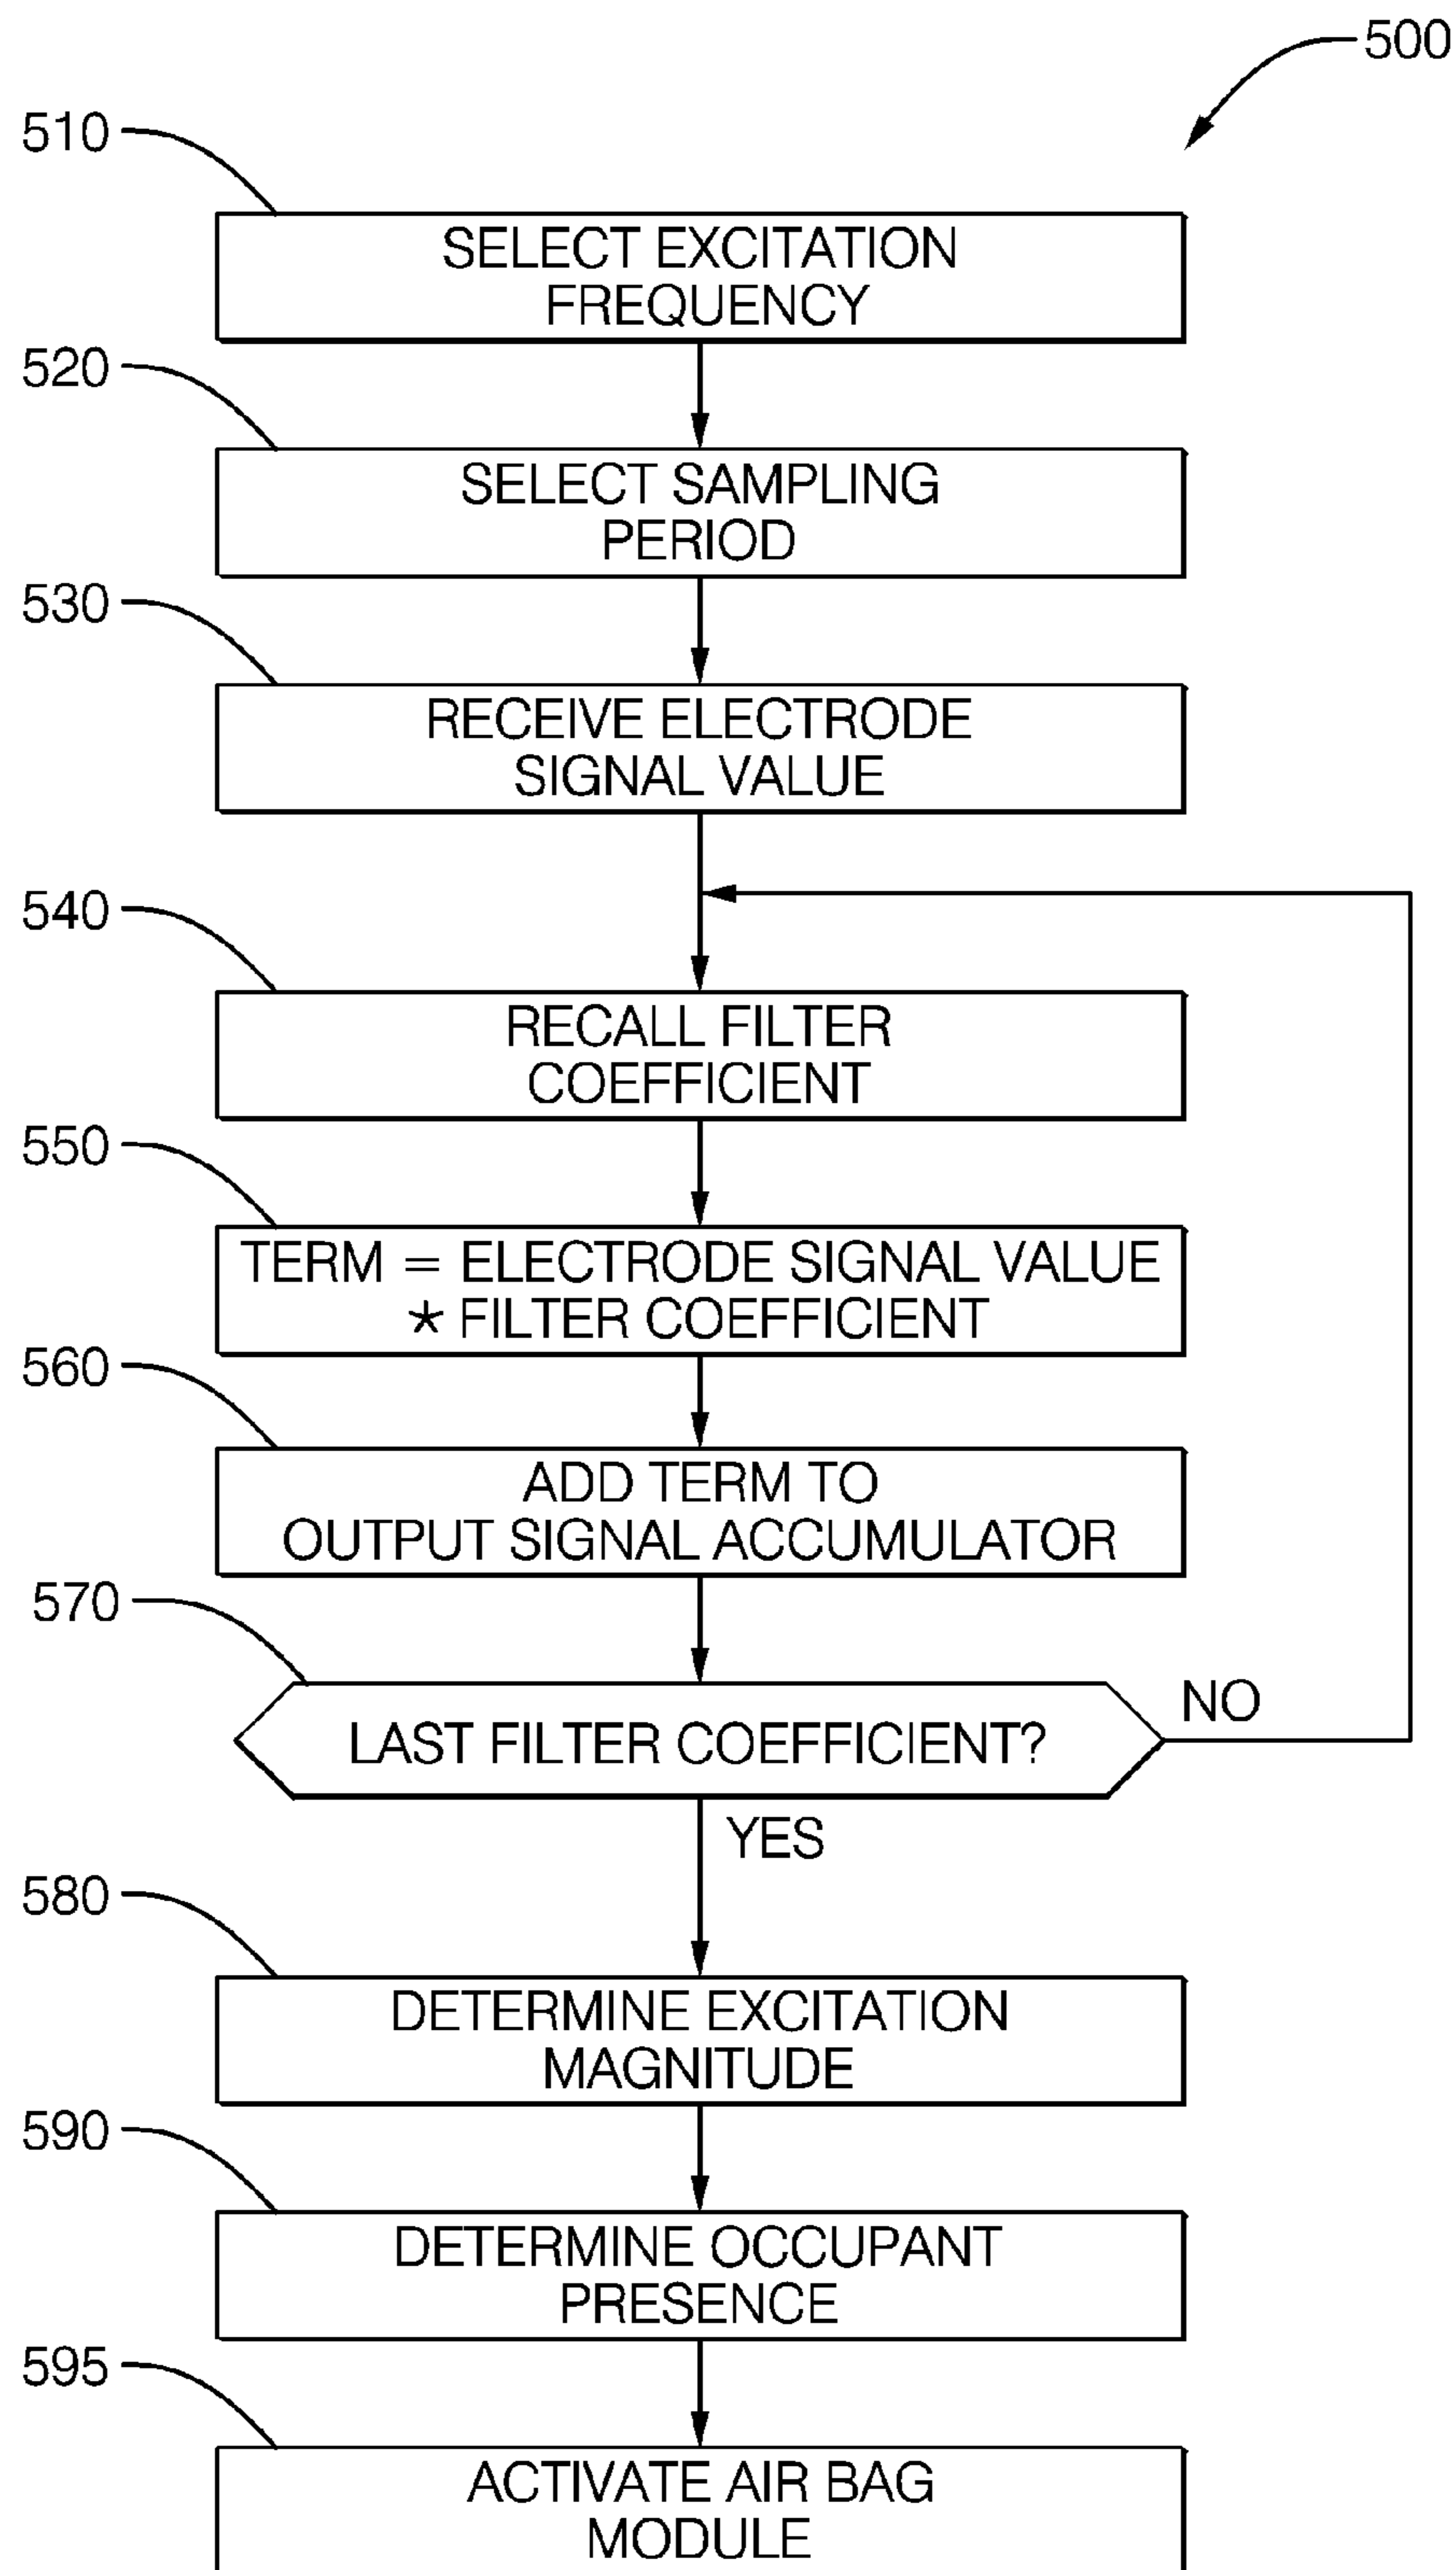 500
510
SELECT EXCITATION
FREQUENCY
520
SELECT SAMPLING
PERIOD
530
RECEIVE ELECTRODE
SIGNAL VALUE
540
RECALL FILTER
COEFFICIENT
550
TERM = ELECTRODE SIGNAL VALUE
* FILTER COEFFICIENT
560
ADD TERM TO
OUTPUT SIGNAL ACCUMULATOR
570
LAST FILTER COEFFICIENT?
NO
YES
580
DETERMINE EXCITATION
MAGNITUDE
590
DETERMINE OCCUPANT
PRESENCE
595
ACTIVATE AIR BAG
MODULE